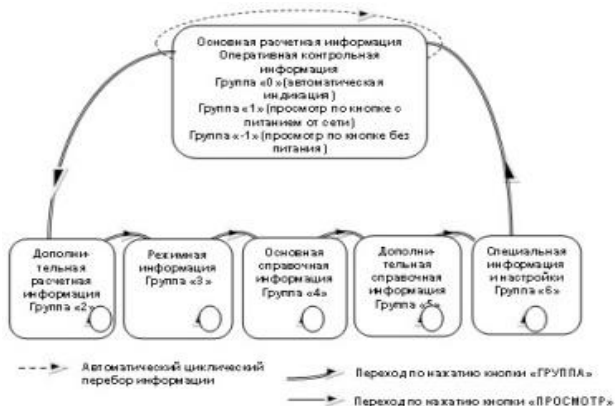 Основная расчетная информация
Оперативная контрольная
информация
Группа «0» (автоматическая
индикация)
Группа «1» (просмотр по кнопке с
питанием от сети)
Группа «-1» (просмотр по кнопке без
питания)
Дополни-
тельная
расчетная
информация
Группа «2»
Режимная
информация
Группа «3»
Основная
справочная
информация
Группа «4»
Дополни-
тельная
справочная
информация
Группа «5»
Специальная
информация
и настройки
Группа «6»
Автоматический циклический
перебор информации
Переход по нажатию кнопки «ГРУППА»
Переход по нажатию кнопки «ПРОСМОТР»